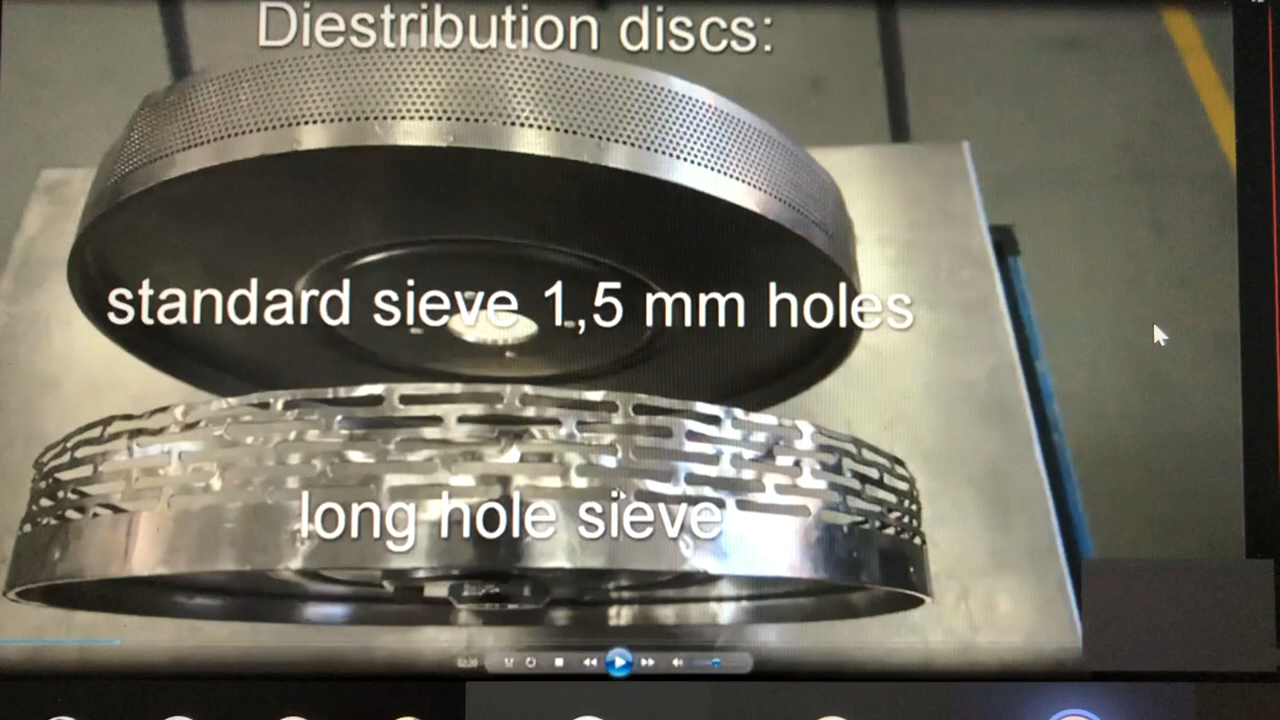 Diestribution discs:
standard sieve 1,5 mm holes
long hole sieve